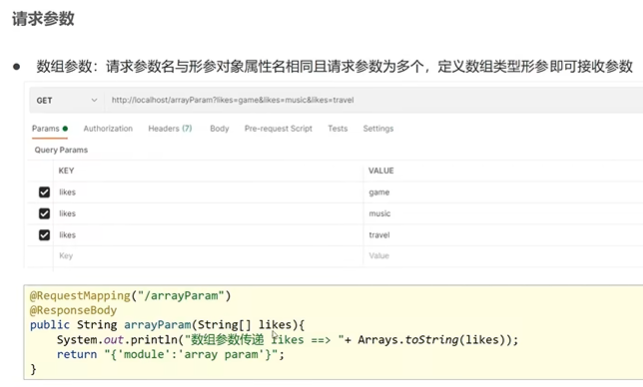 请求参数
● 数组参数：请求参数名与形参对象属性名相同且请求参数为多个，定义数组类型形参即可接收参数
GET http://localhost/arrayParam?likes=game&likes=music&likes=travel
Params Authorization Headers (7) Body Pre-request Script Tests Settings
Query Params
KEY VALUE
likes game
likes music
likes travel
Key Value
@RequestMapping("/arrayParam")
@ResponseBody
public String arrayParam(String[] likes){
System.out.println("数组参数传递 likes ==> "+ Arrays.toString(likes));
return "{'module':'array param'}";
}